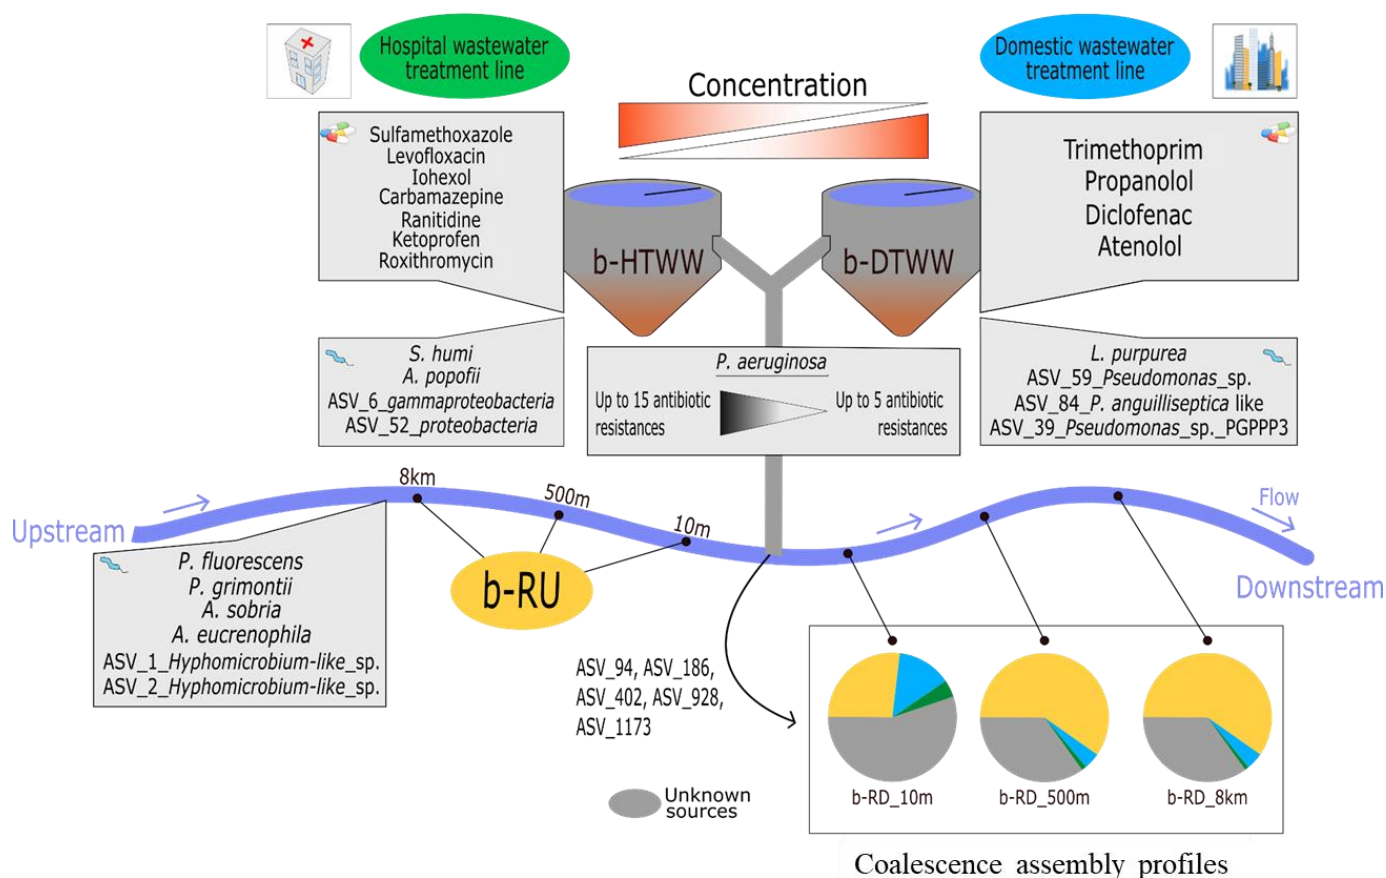 Hospital wastewater
treatment line
Concentration
Domestic wastewater
treatment line
Sulfamethoxazole
Levofloxacin
Iohexol
Carbamazepine
Ranitidine
Ketoprofen
Roxithromycin
b-HTWW
b-DTWW
Trimethoprim
Propanolol
Diclofenac
Atenolol
S. humi
A. popofii
ASV_6_gammaproteobacteria
ASV_52_proteobacteria
P. aeruginosa
Up to 15 antibiotic
resistances
Up to 5 antibiotic
resistances
L. purpurea
ASV_59_Pseudomonas_sp.
ASV_84_P. anguilliseptica like
ASV_39_Pseudomonas_sp._PGPPP3
8km
500m
10m
Upstream
Flow
Downstream
P. fluorescens
P. grimontii
A. sobria
A. eucrenophila
ASV_1_Hyphomicrobium-like_sp.
ASV_2_Hyphomicrobium-like_sp.
b-RU
ASV_94, ASV_186,
ASV_402, ASV_928,
ASV_1173
Unknown
sources
b-RD_10m
b-RD_500m
b-RD_8km
Coalescence assembly profiles